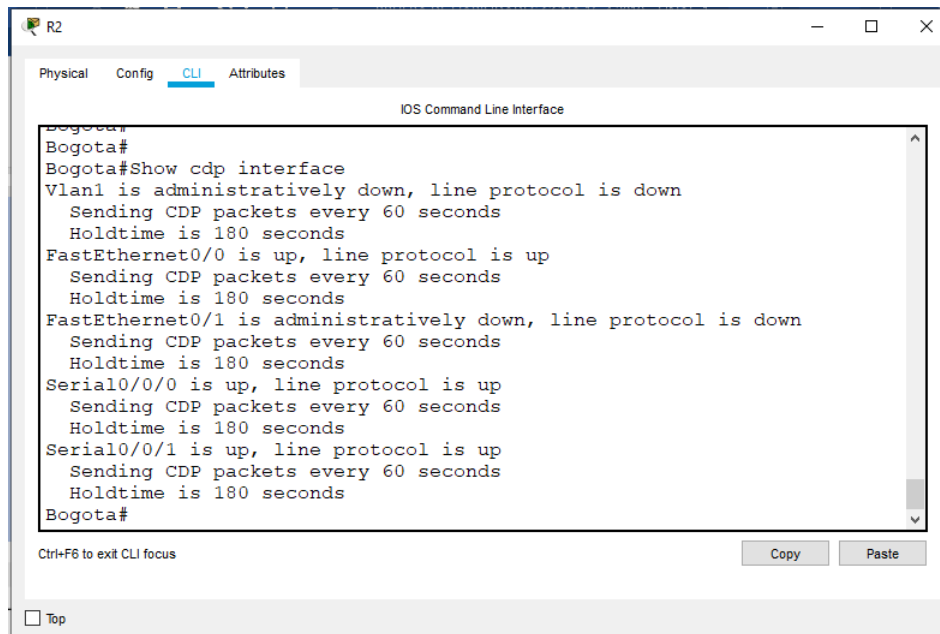 R2
Physical Config CLI Attributes
IOS Command Line Interface
Bogota#
Bogota#
Bogota#Show cdp interface
Vlan1 is administratively down, line protocol is down
  Sending CDP packets every 60 seconds
  Holdtime is 180 seconds
FastEthernet0/0 is up, line protocol is up
  Sending CDP packets every 60 seconds
  Holdtime is 180 seconds
FastEthernet0/1 is administratively down, line protocol is down
  Sending CDP packets every 60 seconds
  Holdtime is 180 seconds
Serial0/0/0 is up, line protocol is up
  Sending CDP packets every 60 seconds
  Holdtime is 180 seconds
Serial0/0/1 is up, line protocol is up
  Sending CDP packets every 60 seconds
  Holdtime is 180 seconds
Bogota#
Ctrl+F6 to exit CLI focus
Copy Paste
Top